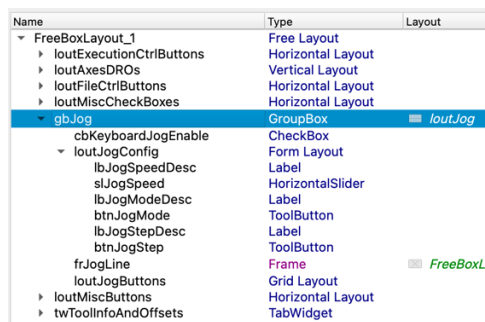 Name Type Layout
FreeBoxLayout_1 Free Layout
loutExecutionCtrlButtons Horizontal Layout
loutAxesDROs Vertical Layout
loutFileCtrlButtons Horizontal Layout
loutMiscCheckBoxes Horizontal Layout
gbJog GroupBox loutJog
cbKeyboardJogEnable CheckBox
loutJogConfig Form Layout
lbJogSpeedDesc Label
slJogSpeed HorizontalSlider
lbJogModeDesc Label
btnJogMode ToolButton
lbJogStepDesc Label
btnJogStep ToolButton
frJogLine Frame FreeBoxL
loutJogButtons Grid Layout
loutMiscButtons Horizontal Layout
twToolInfoAndOffsets TabWidget